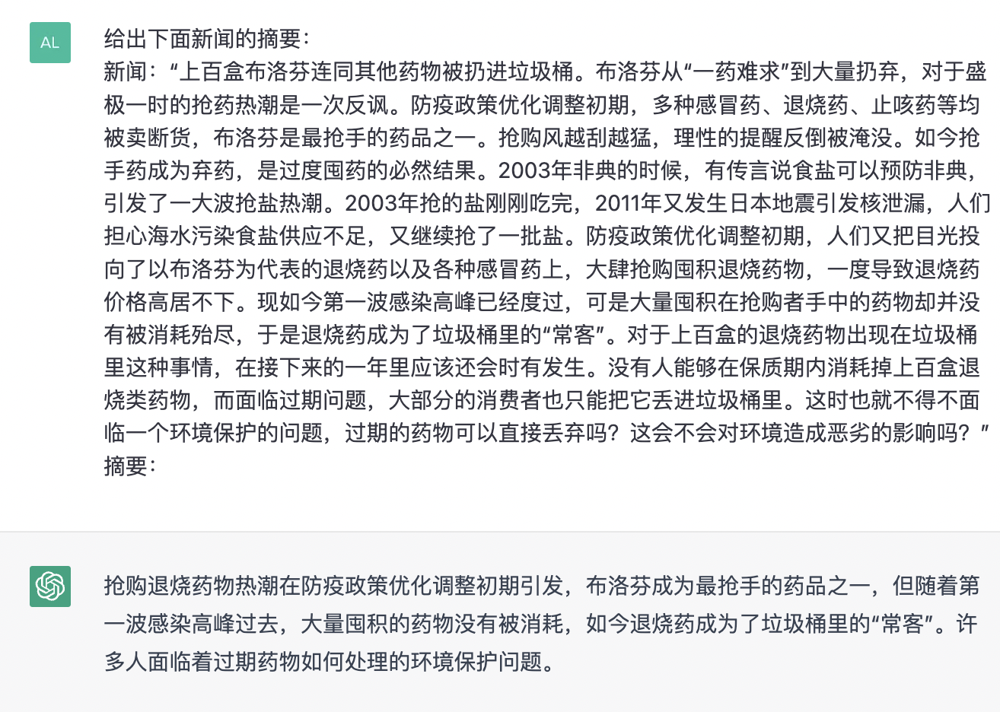 AL
给出下面新闻的摘要：
新闻：“上百盒布洛芬连同其他药物被扔进垃圾桶。布洛芬从“一药难求”到大量扔弃，对于盛
极一时的抢药热潮是一次反讽。防疫政策优化调整初期，多种感冒药、退烧药、止咳药等均
被卖断货，布洛芬是最抢手的药品之一。抢购风越刮越猛，理性的提醒反倒被淹没。如今抢
手药成为弃药，是过度囤药的必然结果。2003年非典的时候，有传言说食盐可以预防非典，
引发了一大波抢盐热潮。2003年抢的盐刚刚吃完，2011年又发生日本地震引发核泄漏，人们
担心海水污染食盐供应不足，又继续抢了一批盐。防疫政策优化调整初期，人们又把目光投
向了以布洛芬为代表的退烧药以及各种感冒药上，大肆抢购囤积退烧药物，一度导致退烧药
价格高居不下。现如今第一波感染高峰已经度过，可是大量囤积在抢购者手中的药物却并没
有被消耗殆尽，于是退烧药成为了垃圾桶里的“常客”。对于上百盒的退烧药物出现在垃圾桶
里这种事情，在接下来的一年里应该还会时有发生。没有人能够在保质期内消耗掉上百盒退
烧类药物，而面临过期问题，大部分的消费者也只能把它丢进垃圾桶里。这时也就不得不面
临一个环境保护的问题，过期的药物可以直接丢弃吗？这会不会对环境造成恶劣的影响吗？”
摘要：
抢购退烧药物热潮在防疫政策优化调整初期引发，布洛芬成为最抢手的药品之一，但随着第
一波感染高峰过去，大量囤积的药物没有被消耗，如今退烧药成为了垃圾桶里的“常客”。许
多人面临着过期药物如何处理的环境保护问题。